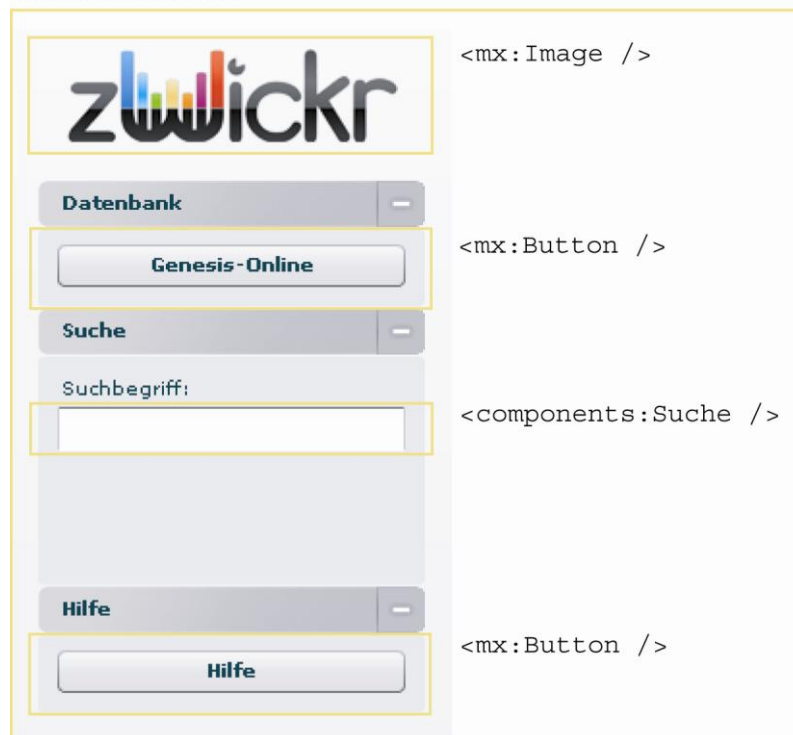 zwickr
<mx:Image />
Datenbank
Genesis-Online
<mx:Button />
Suche
Suchbegriff:
<components:Suche />
Hilfe
Hilfe
<mx:Button />